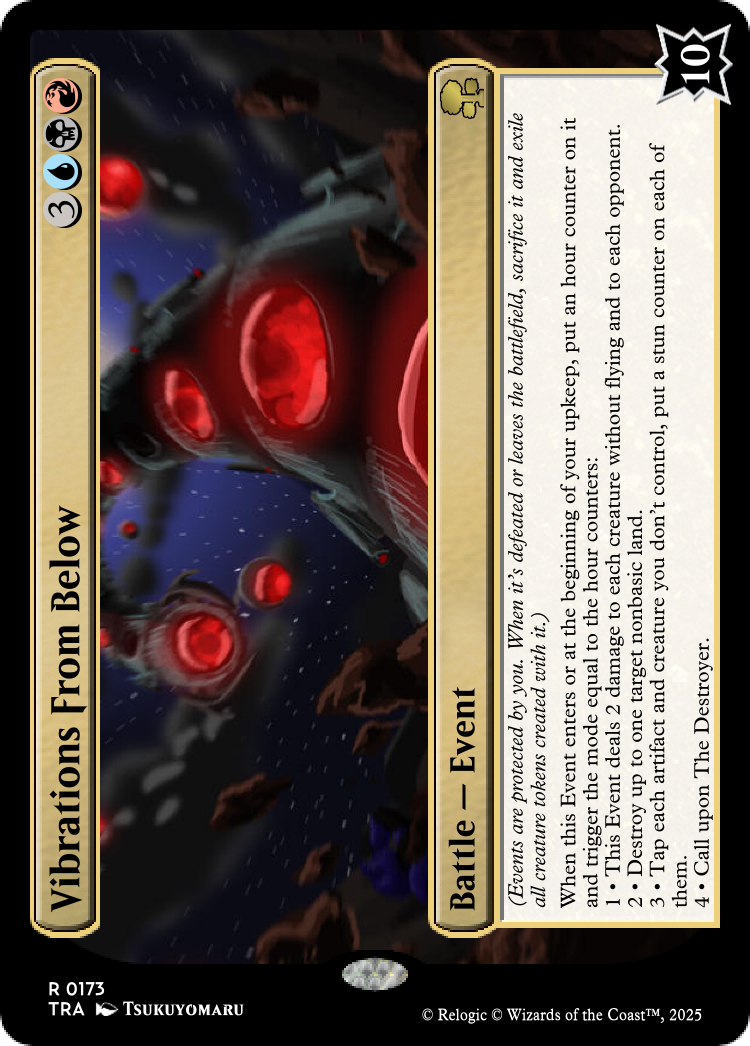 Vibrations From Below
3
Battle — Event
10
(Events are protected by you. When it's defeated or leaves the battlefield, sacrifice it and exile
all creature tokens created with it.)
When this Event enters or at the beginning of your upkeep, put an hour counter on it
and trigger the mode equal to the hour counters:
1 • This Event deals 2 damage to each creature without flying and to each opponent.
2 • Destroy up to one target nonbasic land.
3 • Tap each artifact and creature you don't control, put a stun counter on each of
them.
4 • Call upon The Destroyer.
R 0173
TRA Tsukuyomaru
© Relogic © Wizards of the Coast™, 2025